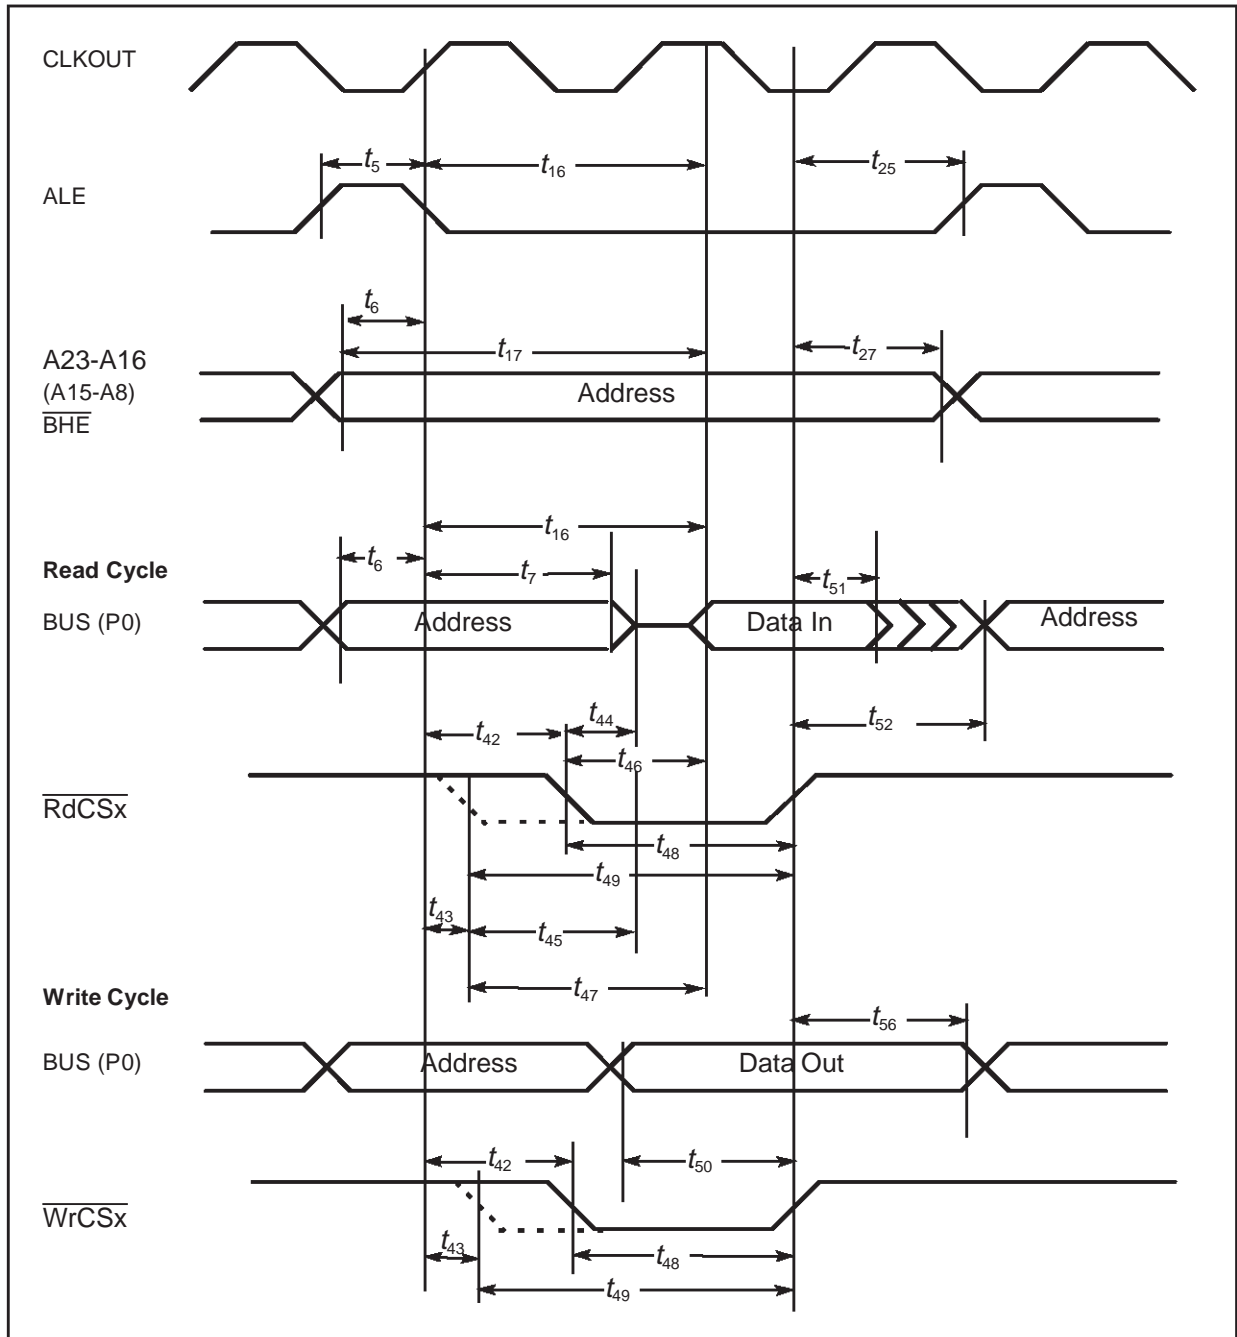 CLKOUT
t5 t16 t25
ALE
t6
t17 t27
A23-A16
(A15-A8)
BHE
Address
t16
t6 t7 t51
Read Cycle
BUS (P0)
Address Data In Address
t44
t42 t52
t46
RdCSx
t48
t49
t43
t45
t47
Write Cycle
t56
BUS (P0)
Address Data Out
t42 t50
WrCSx
t43
t48
t49